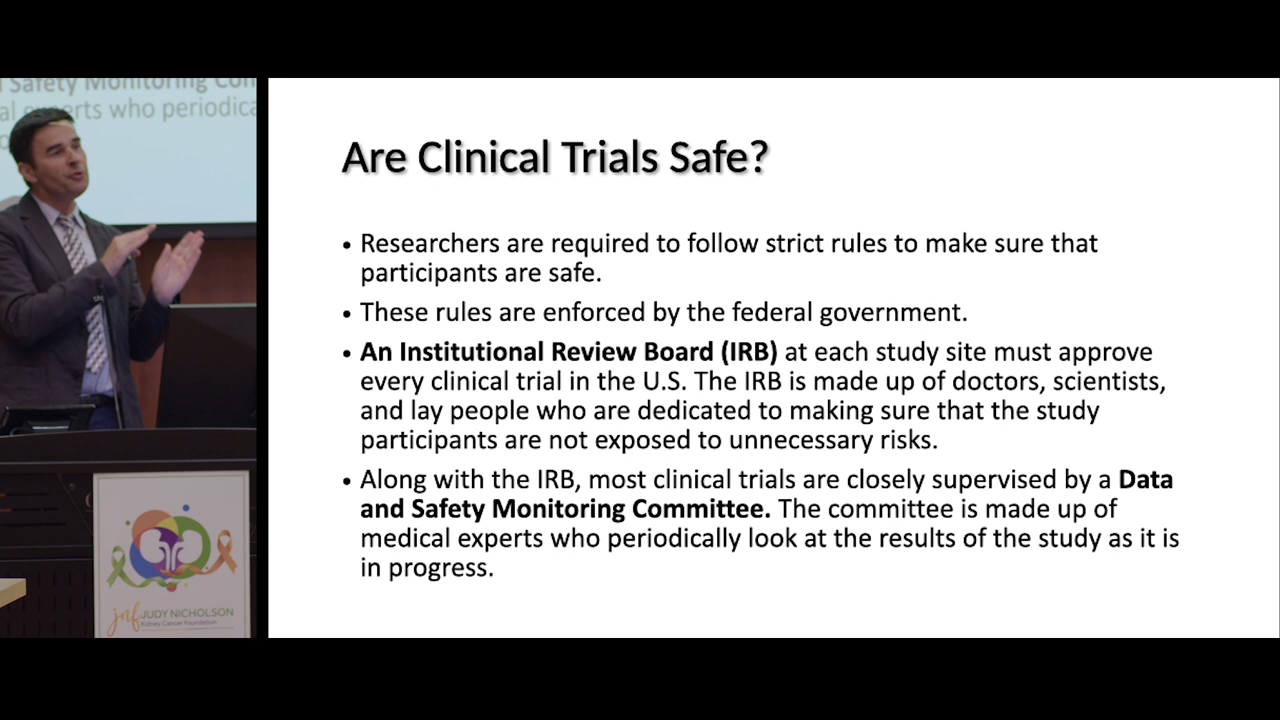 Safety Monitoring
who periodica
Are Clinical Trials Safe?
• Researchers are required to follow strict rules to make sure that
participants are safe.
• These rules are enforced by the federal government.
• An Institutional Review Board (IRB) at each study site must approve
every clinical trial in the U.S. The IRB is made up of doctors, scientists,
and lay people who are dedicated to making sure that the study
participants are not exposed to unnecessary risks.
• Along with the IRB, most clinical trials are closely supervised by a Data
and Safety Monitoring Committee. The committee is made up of
medical experts who periodically look at the results of the study as it is
in progress.
jnf JUDY NICHOLSON
Kidney Cancer Foundation